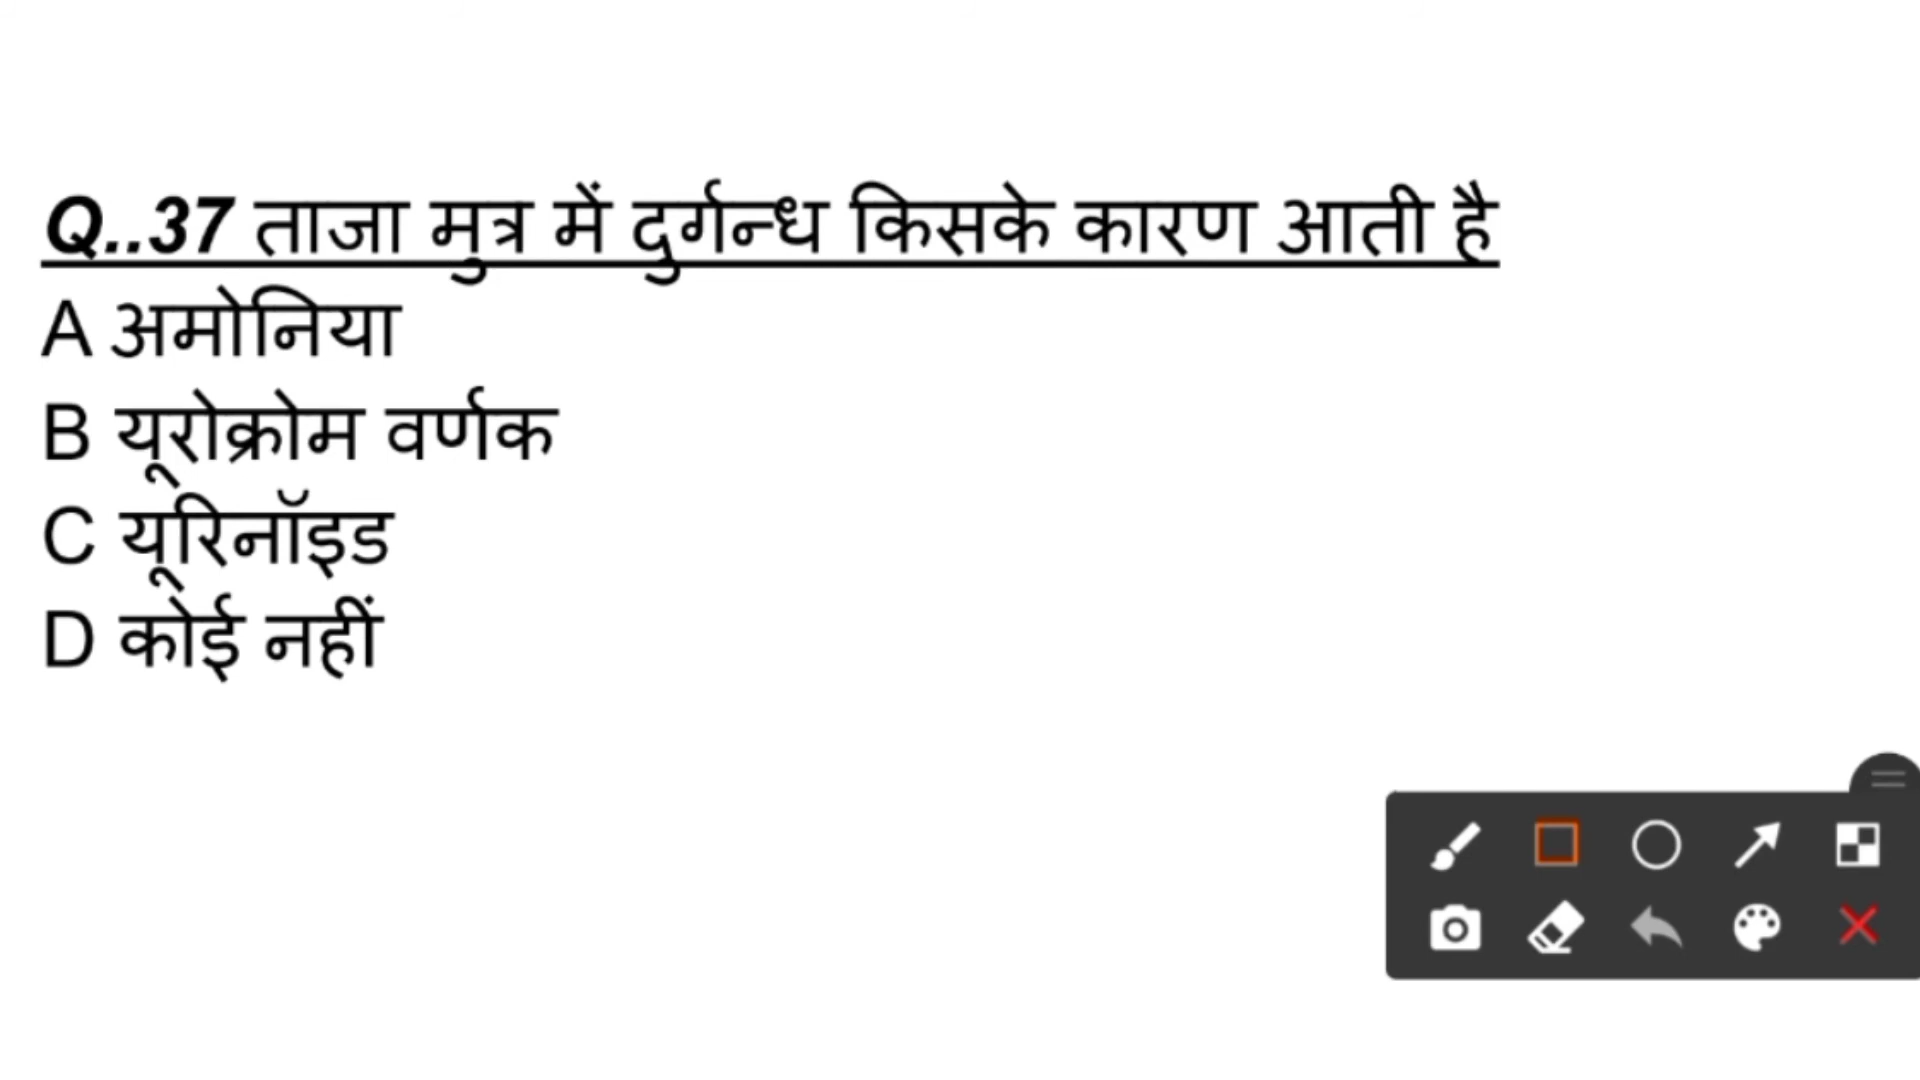 Q..37 ताजा मुत्र में दुर्गन्ध किसके कारण आती है
A अमोनिया
B यूरोक्रोम वर्णक
C यूरिनॉइड
D कोई नहीं